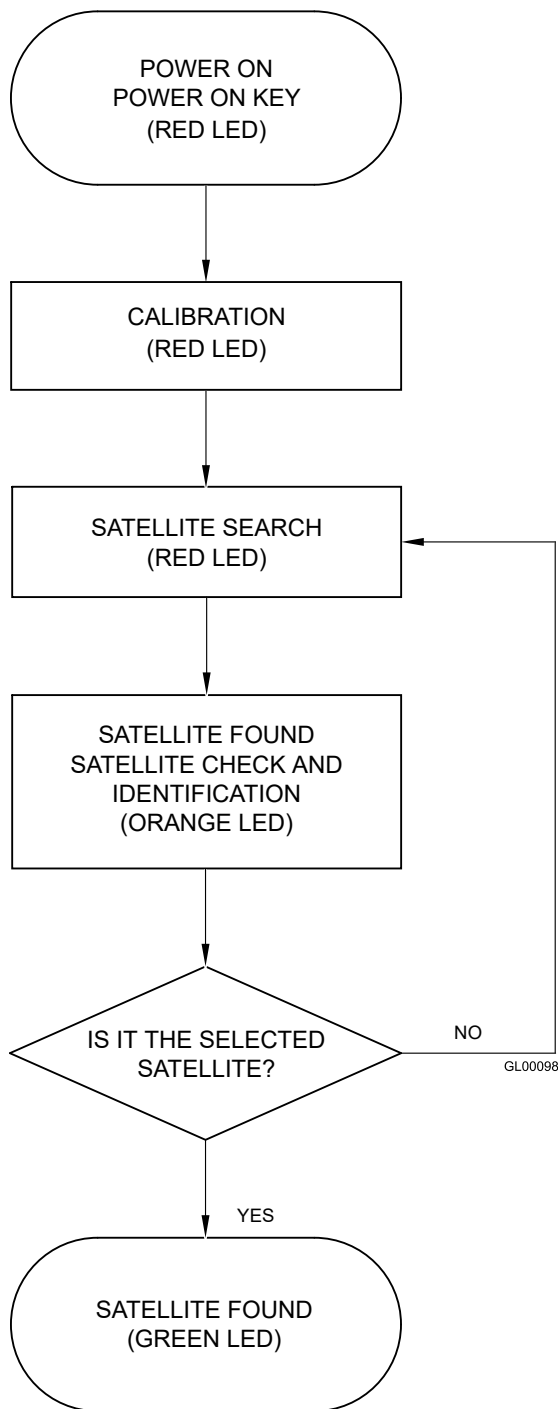 POWER ON
POWER ON KEY
(RED LED)
CALIBRATION
(RED LED)
SATELLITE SEARCH
(RED LED)
SATELLITE FOUND
SATELLITE CHECK AND
IDENTIFICATION
(ORANGE LED)
IS IT THE SELECTED
SATELLITE?
NO
GL00098
YES
SATELLITE FOUND
(GREEN LED)